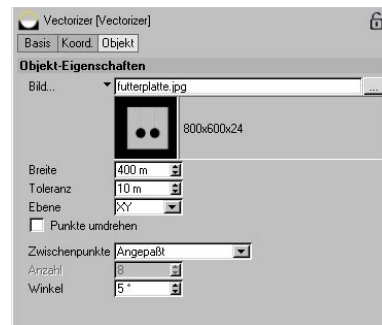 Vectorizer [Vectorizer]
Basis Koord. Objekt
Objekt-Eigenschaften
Bild... futterplatte.jpg ...
800x600x24
Breite 400 m
Toleranz 10 m
Ebene XY
Punkte umdrehen
Zwischenpunkte Angepaßt
Anzahl 8
Winkel 5 °